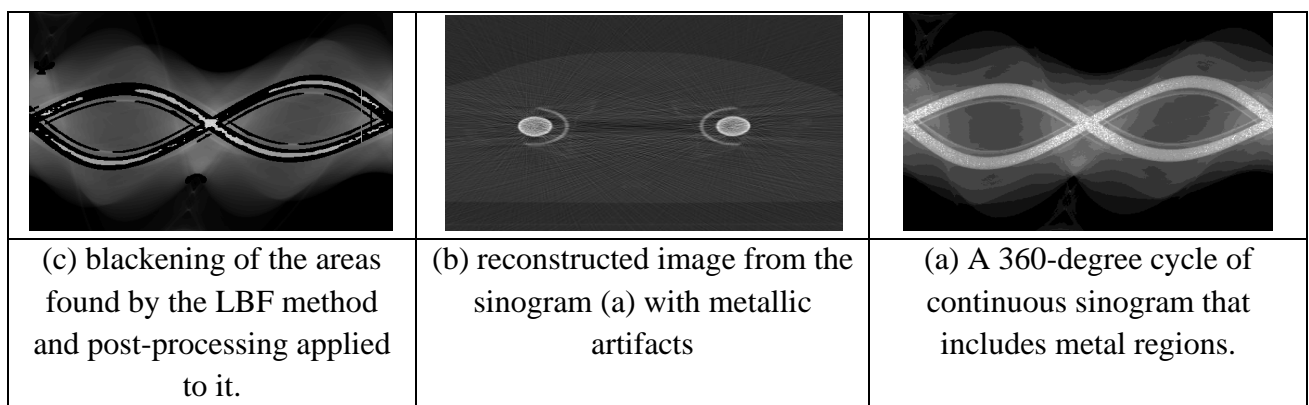 (c) blackening of the areas
found by the LBF method
and post-processing applied
to it.
(b) reconstructed image from the
sinogram (a) with metallic
artifacts
(a) A 360-degree cycle of
continuous sinogram that
includes metal regions.